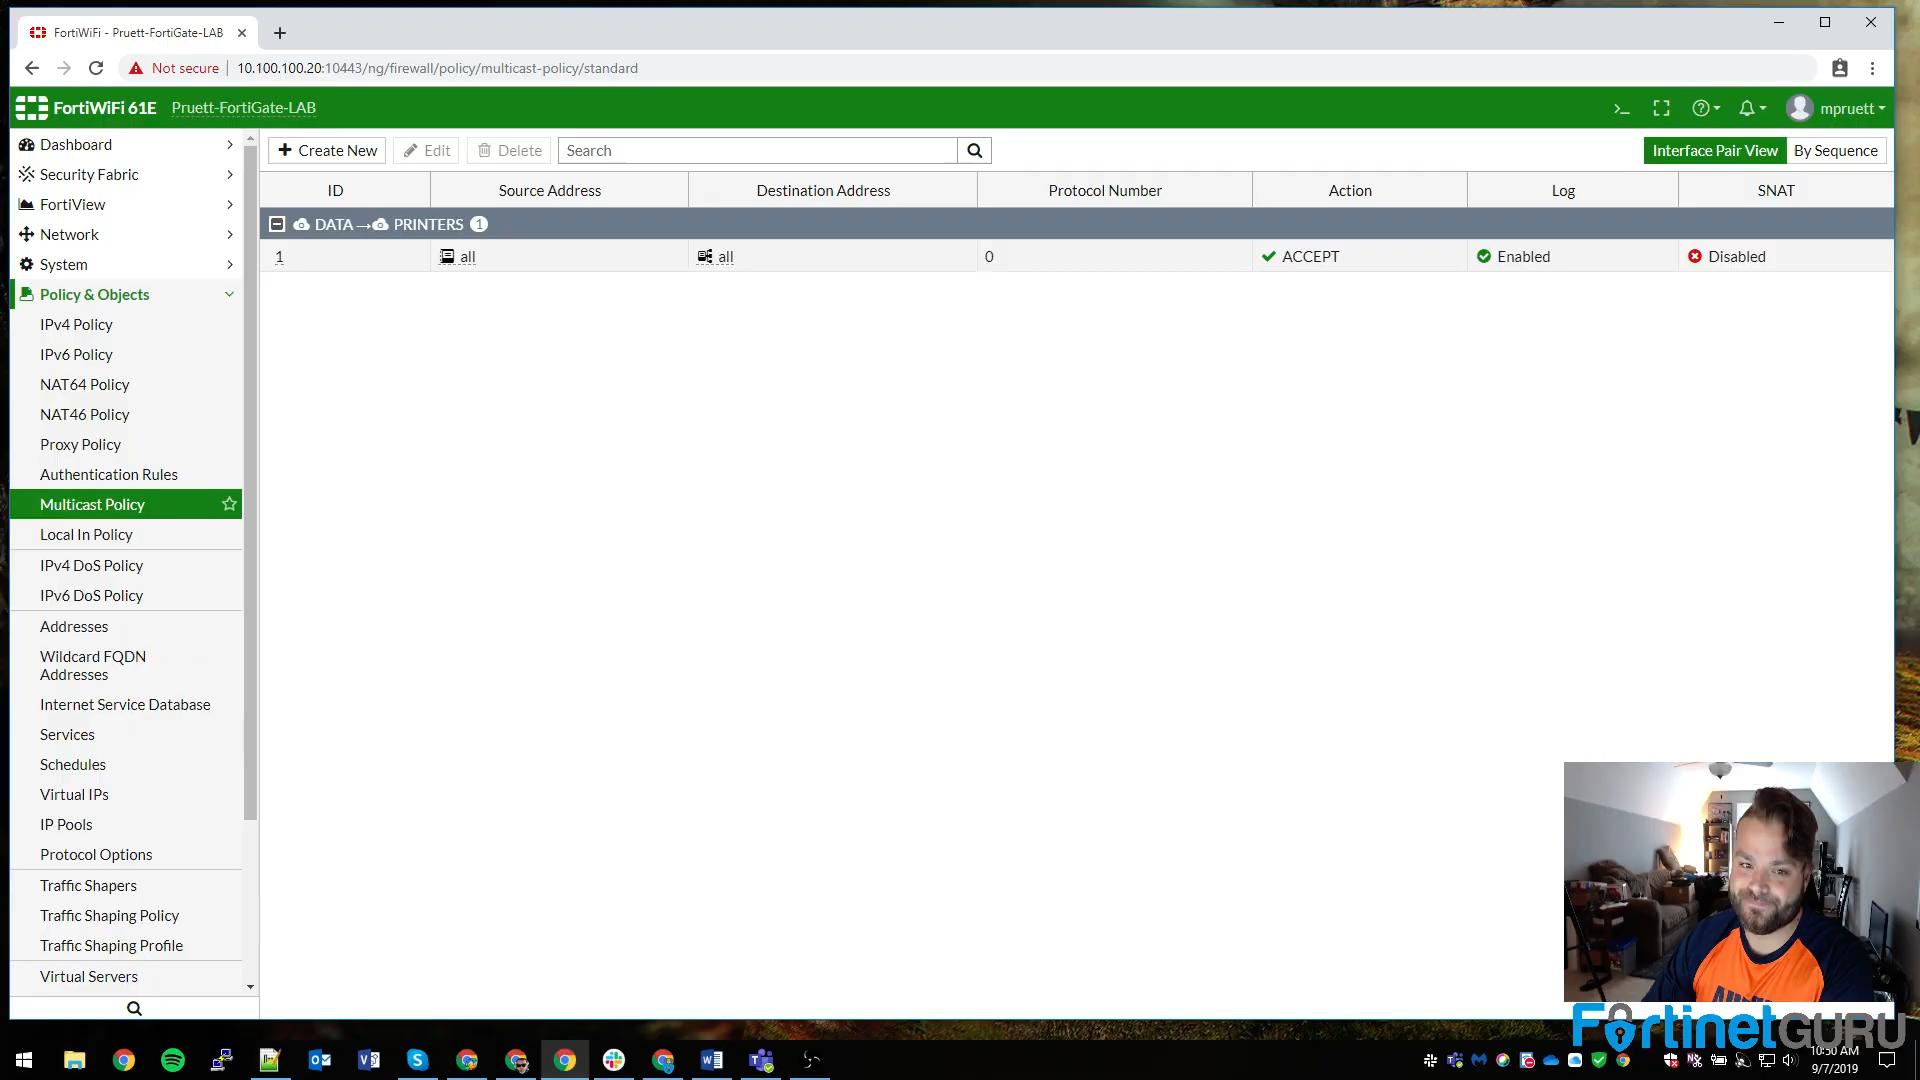 FortiWiFi - Pruett-FortiGate-LAB
Not secure
10.100.100.20:10443/ng/firewall/policy/multicast-policy/standard
FortiWiFi 61E
Pruett-FortiGate-LAB
mpruett
Dashboard
Security Fabric
FortiView
Network
System
Policy & Objects
IPv4 Policy
IPv6 Policy
NAT64 Policy
NAT46 Policy
Proxy Policy
Authentication Rules
Multicast Policy
Local In Policy
IPv4 DoS Policy
IPv6 DoS Policy
Addresses
Wildcard FQDN
Addresses
Internet Service Database
Services
Schedules
Virtual IPs
IP Pools
Protocol Options
Traffic Shapers
Traffic Shaping Policy
Traffic Shaping Profile
Virtual Servers
Create New Edit Delete Search
Interface Pair View By Sequence
ID Source Address Destination Address Protocol Number Action Log SNAT
DATA → PRINTERS 1
1 all all 0 ACCEPT Enabled Disabled
FortinetGURU
10:50 AM
9/7/2019